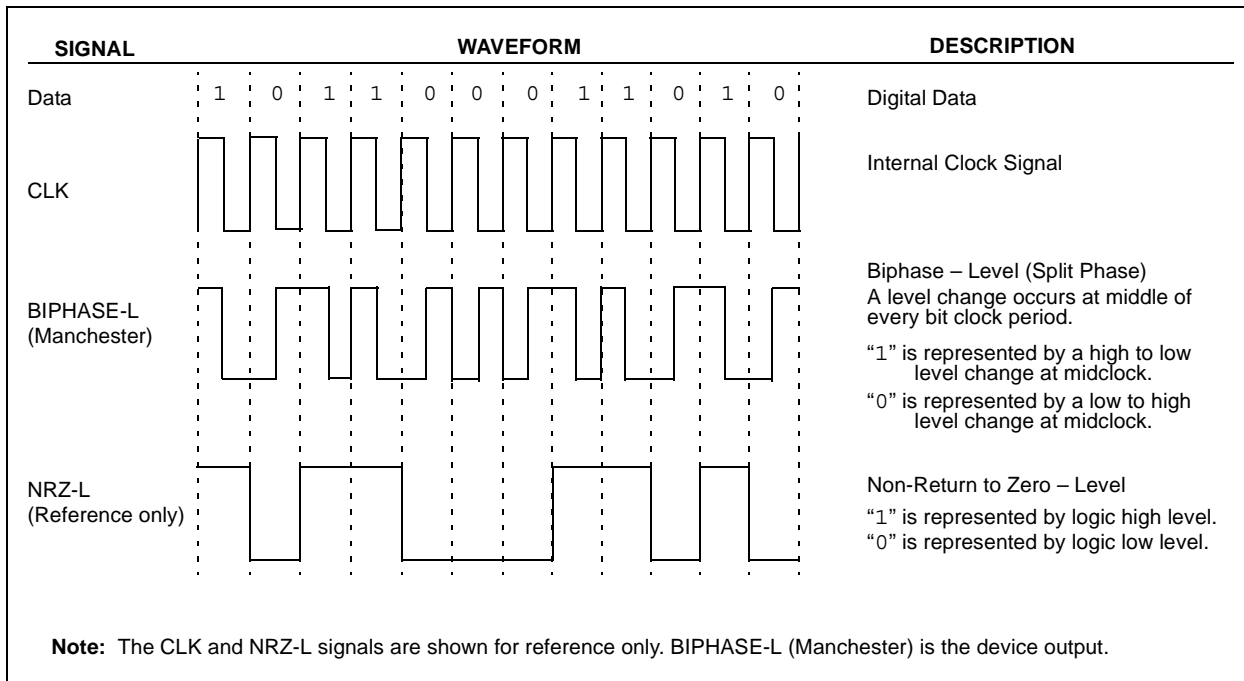 SIGNAL WAVEFORM DESCRIPTION
Data 1 0 1 1 0 0 0 1 1 0 1 0 Digital Data
CLK Internal Clock Signal
BIPHASE-L
(Manchester)
Biphase – Level (Split Phase)
A level change occurs at middle of
every bit clock period.
“1” is represented by a high to low
level change at midclock.
“0” is represented by a low to high
level change at midclock.
NRZ-L
(Reference only)
Non-Return to Zero – Level
“1” is represented by logic high level.
“0” is represented by logic low level.
Note: The CLK and NRZ-L signals are shown for reference only. BIPHASE-L (Manchester) is the device output.